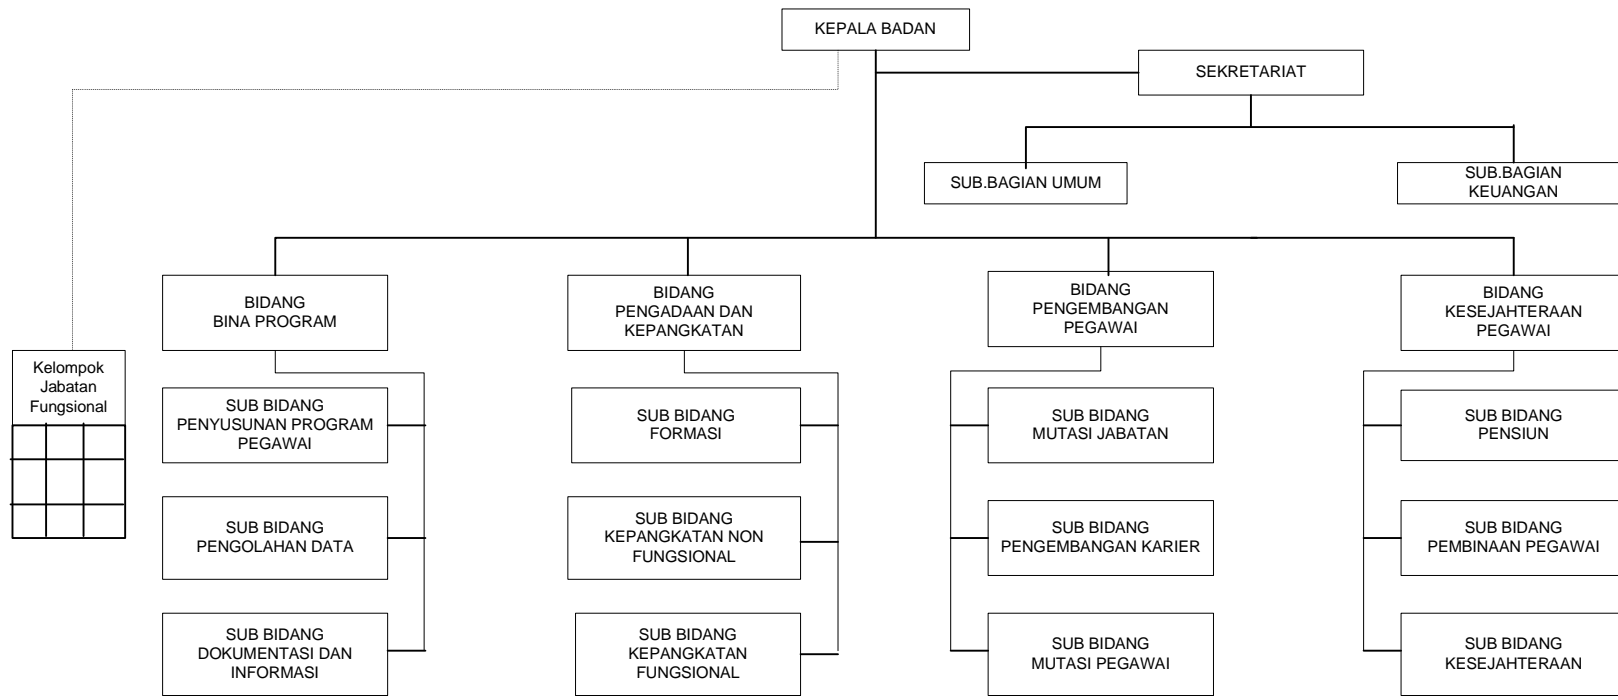 KEPALA BADAN
SEKRETARIAT
SUB.BAGIAN UMUM
SUB.BAGIAN
KEUANGAN
BIDANG
BINA PROGRAM
BIDANG
PENGADAAN DAN
KEPANGKATAN
BIDANG
PENGEMBANGAN
PEGAWAI
BIDANG
KESEJAHTERAAN
PEGAWAI
Kelompok
Jabatan
Fungsional
SUB BIDANG
PENYUSUNAN PROGRAM
PEGAWAI
SUB BIDANG
FORMASI
SUB BIDANG
MUTASI JABATAN
SUB BIDANG
PENSIUN
SUB BIDANG
PENGOLAHAN DATA
SUB BIDANG
KEPANGKATAN NON
FUNGSIONAL
SUB BIDANG
PENGEMBANGAN KARIER
SUB BIDANG
PEMBINAAN PEGAWAI
SUB BIDANG
DOKUMENTASI DAN
INFORMASI
SUB BIDANG
KEPANGKATAN
FUNGSIONAL
SUB BIDANG
MUTASI PEGAWAI
SUB BIDANG
KESEJAHTERAAN